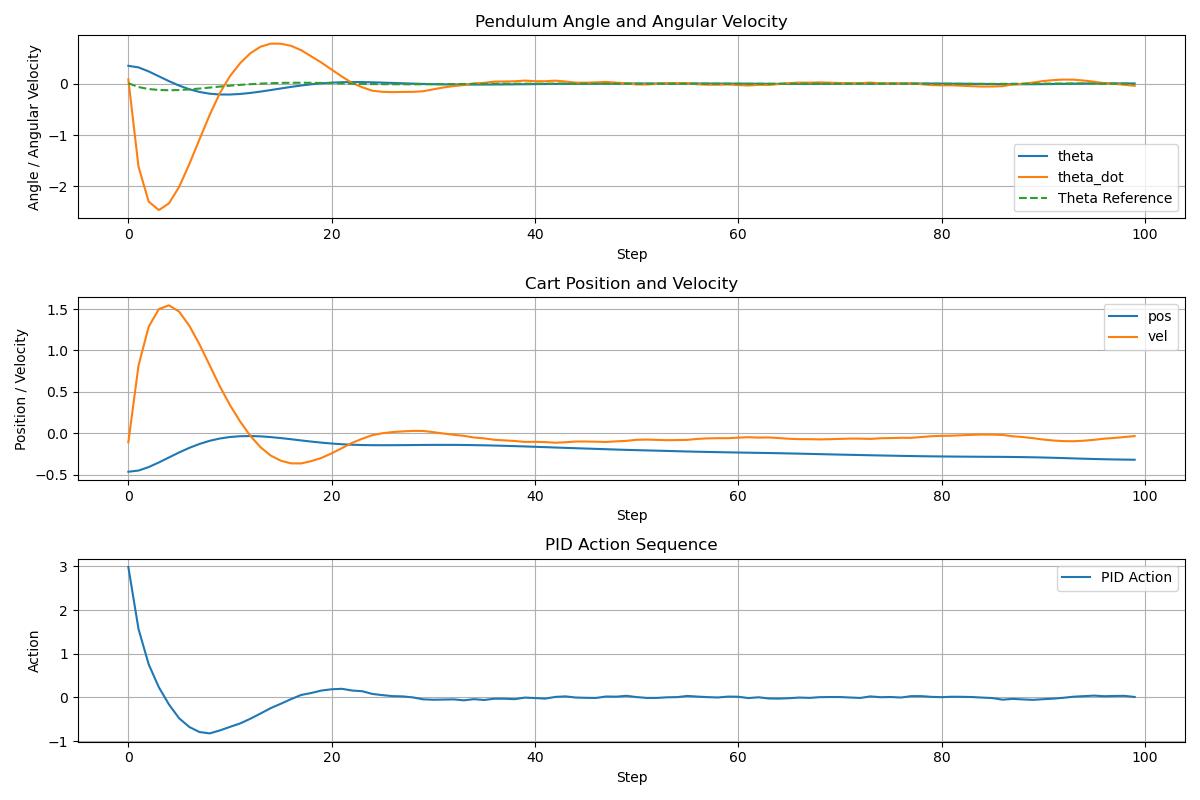 Pendulum Angle and Angular Velocity
Angle / Angular Velocity
0
−1
−2
theta
theta_dot
Theta Reference
0 20 40 60 80 100
Step
Cart Position and Velocity
Position / Velocity
1.5
1.0
0.5
0.0
−0.5
pos
vel
0 20 40 60 80 100
Step
PID Action Sequence
Action
3
2
1
0
−1
PID Action
0 20 40 60 80 100
Step